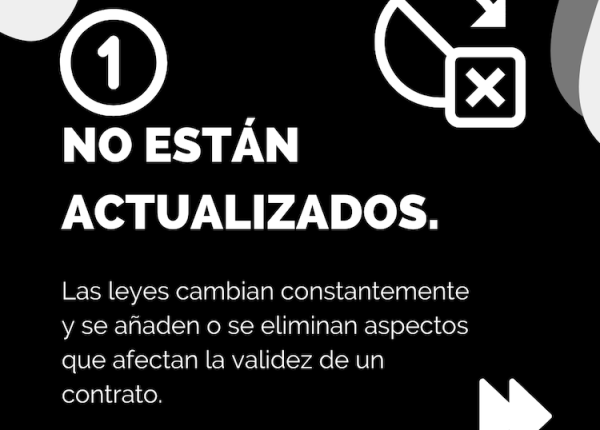 1
NO ESTÁN
ACTUALIZADOS.
Las leyes cambian constantemente
y se añaden o se eliminan aspectos
que afectan la validez de un
contrato.